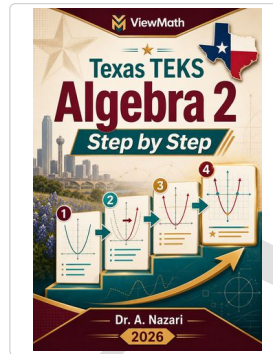 ViewMath
Texas TEKS
Algebra 2
Step by Step
1
2
3
4
Dr. A. Nazari
2026